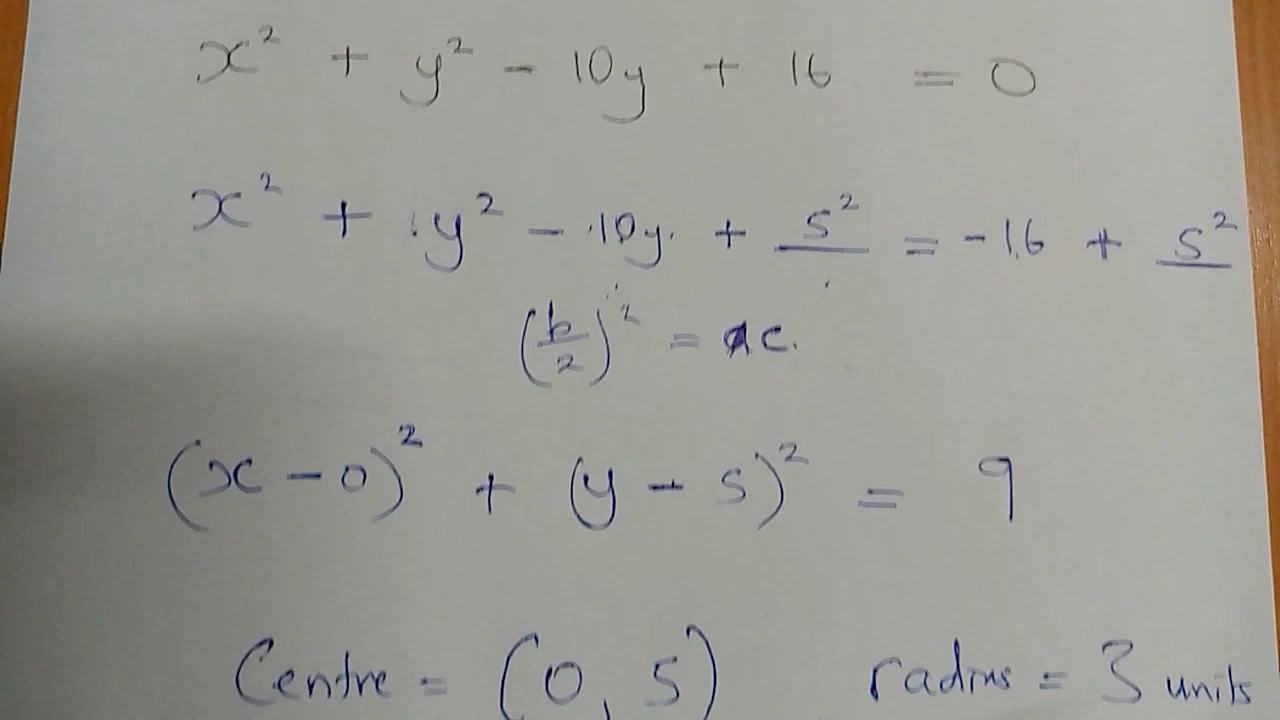 x² + y² - 10y + 16 = 0
x² + y² - 10y + 5² = -16 + 5²
(b/2)² = c.
(x - 0)² + (y - 5)² = 9
Centre = (0, 5) radius = 3 units